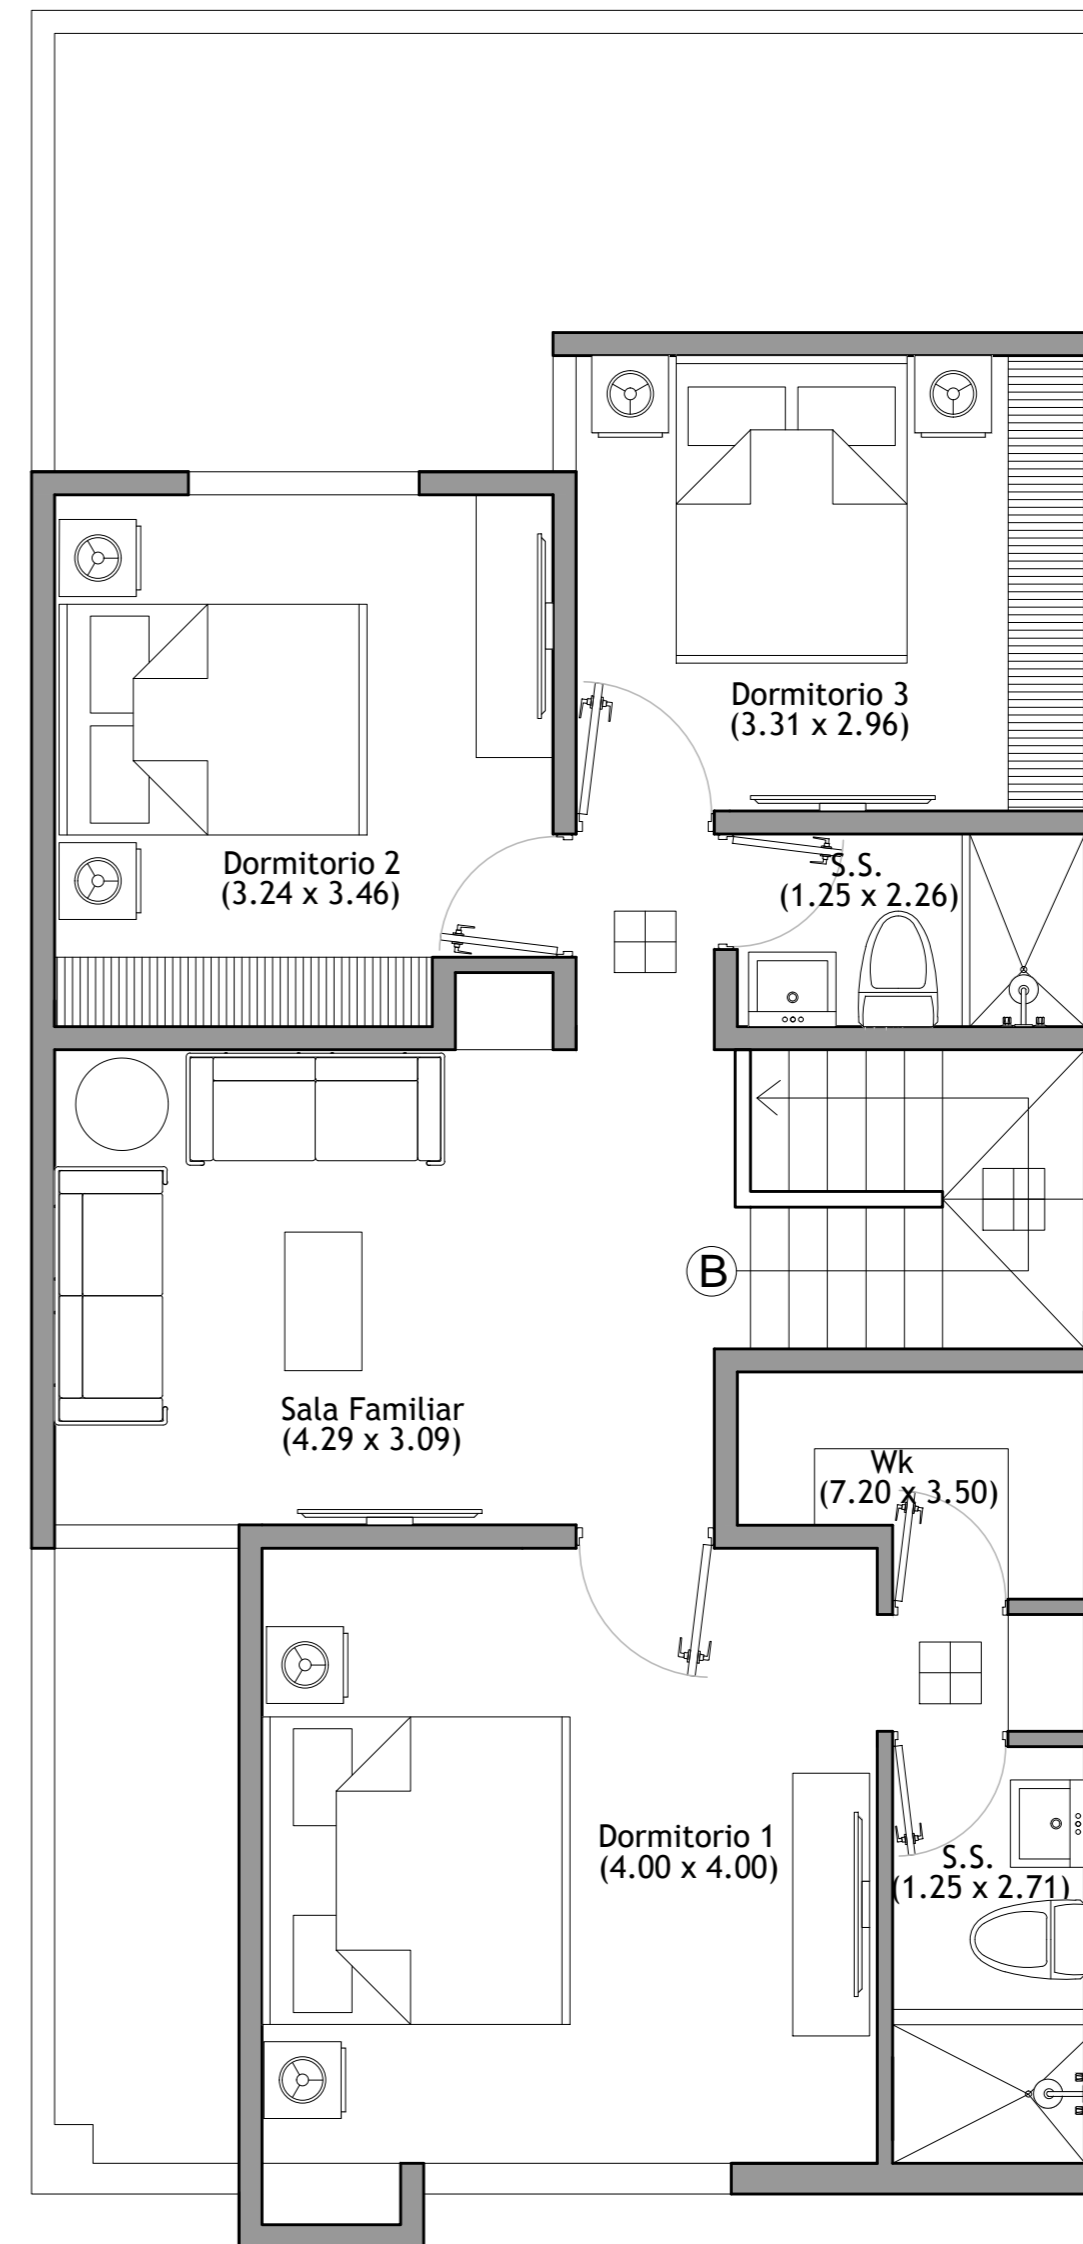 Dormitorio 3
(3.31 x 2.96)
Dormitorio 2
(3.24 x 3.46)
S.S.
(1.25 x 2.26)
B
Sala Familiar
(4.29 x 3.09)
Wk
(7.20 x 3.50)
Dormitorio 1
(4.00 x 4.00)
S.S.
(1.25 x 2.71)